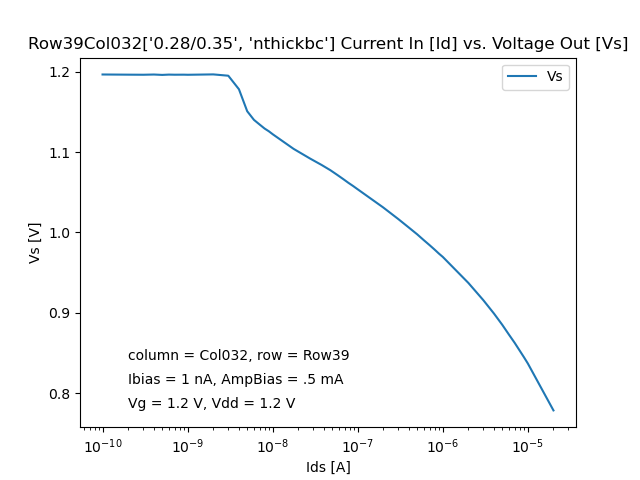 Row39Col032['0.28/0.35', 'nthickbc'] Current In [Id] vs. Voltage Out [Vs]
Vs
1.2
1.1
1.0
0.9
0.8
Vs [V]
column = Col032, row = Row39
Ibias = 1 nA, AmpBias = .5 mA
Vg = 1.2 V, Vdd = 1.2 V
10⁻¹⁰ 10⁻⁹ 10⁻⁸ 10⁻⁷ 10⁻⁶ 10⁻⁵
Ids [A]